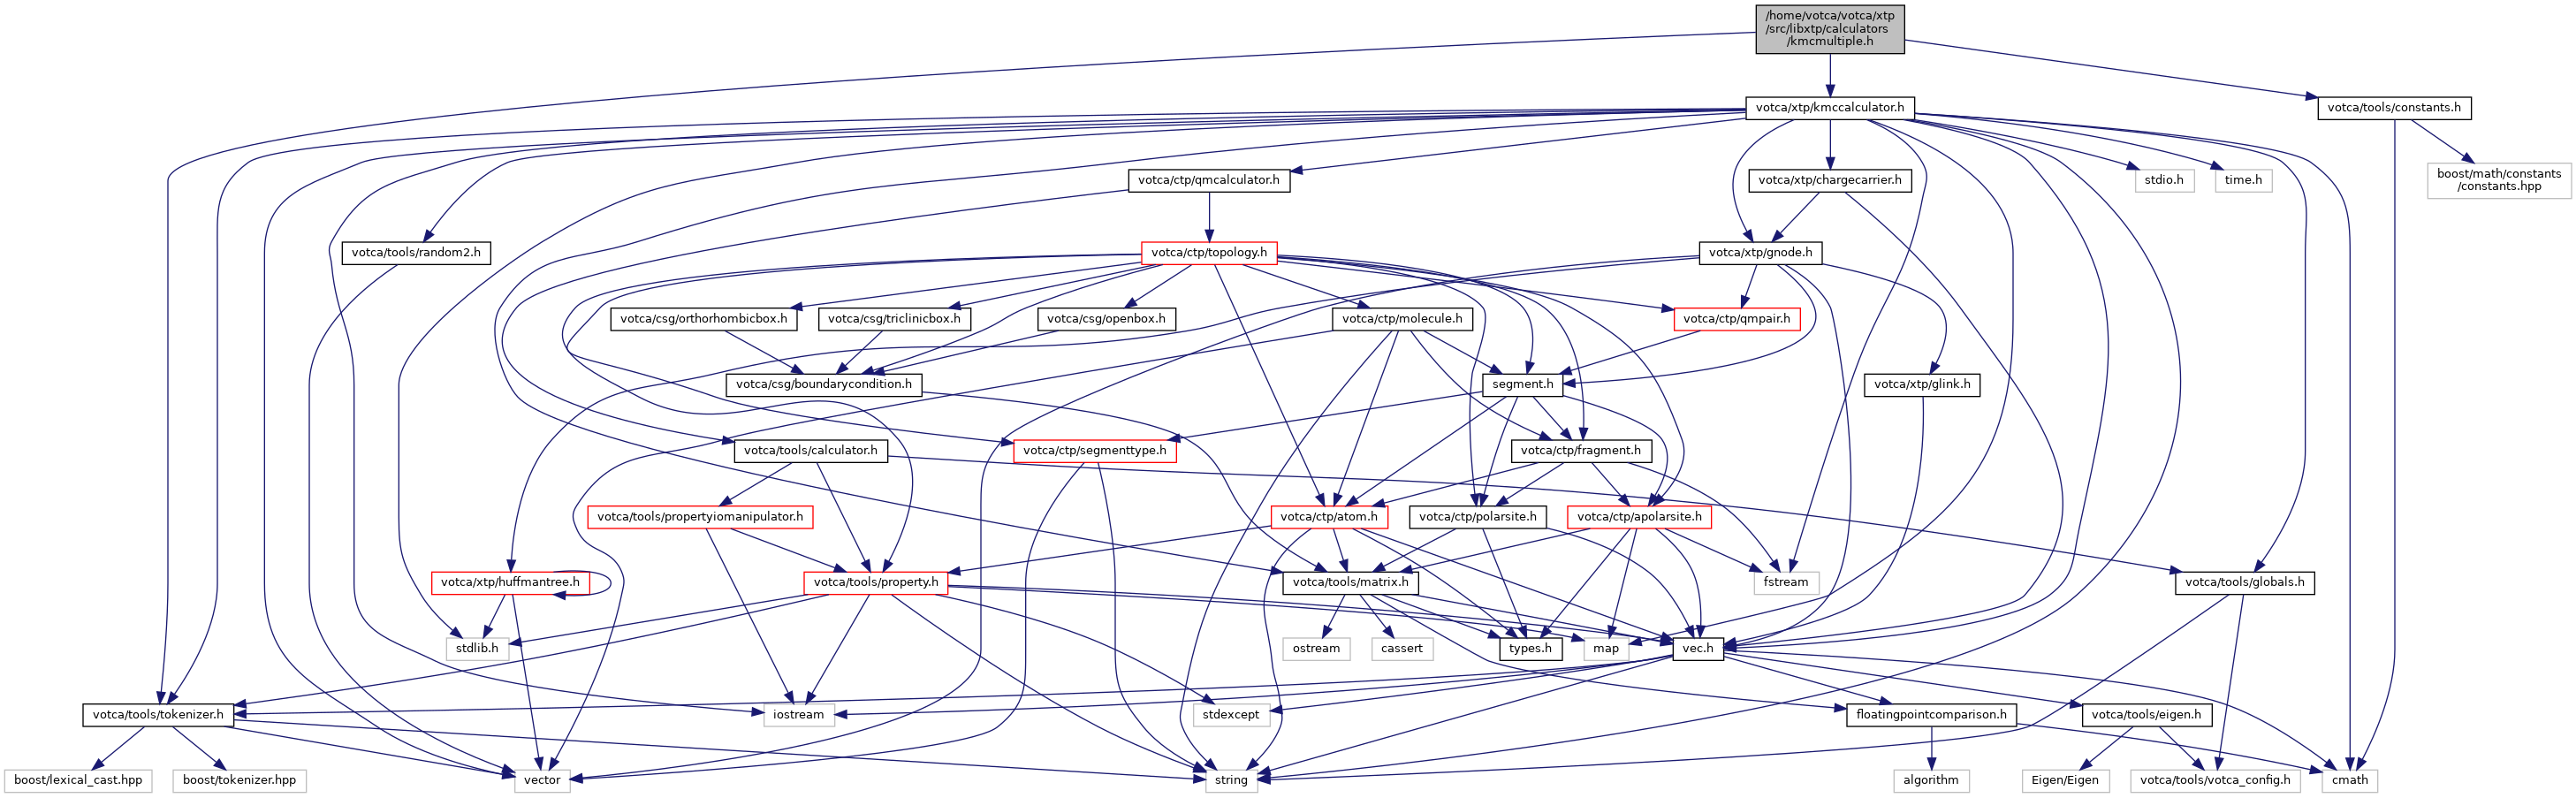 /home/votca/votca/xtp
/src/libxtp/calculators
/kmcmultiple.h
votca/xtp/kmccalculator.h
votca/tools/constants.h
votca/ctp/qmcalculator.h
votca/xtp/chargecarrier.h
stdio.h
time.h
boost/math/constants
/constants.hpp
votca/tools/random2.h
votca/ctp/topology.h
votca/xtp/gnode.h
votca/csg/orthorhombicbox.h
votca/csg/triclinicbox.h
votca/csg/openbox.h
votca/ctp/molecule.h
votca/ctp/qmpair.h
votca/csg/boundarycondition.h
segment.h
votca/xtp/glink.h
votca/tools/calculator.h
votca/ctp/segmenttype.h
votca/ctp/fragment.h
votca/tools/propertyiomanipulator.h
votca/ctp/atom.h
votca/ctp/polarsite.h
votca/ctp/apolarsite.h
votca/xtp/huffmantree.h
votca/tools/property.h
votca/tools/matrix.h
fstream
votca/tools/globals.h
stdlib.h
ostream
cassert
types.h
map
vec.h
votca/tools/tokenizer.h
iostream
stdexcept
floatingpointcomparison.h
votca/tools/eigen.h
boost/lexical_cast.hpp
boost/tokenizer.hpp
vector
string
algorithm
Eigen/Eigen
votca/tools/votca_config.h
cmath